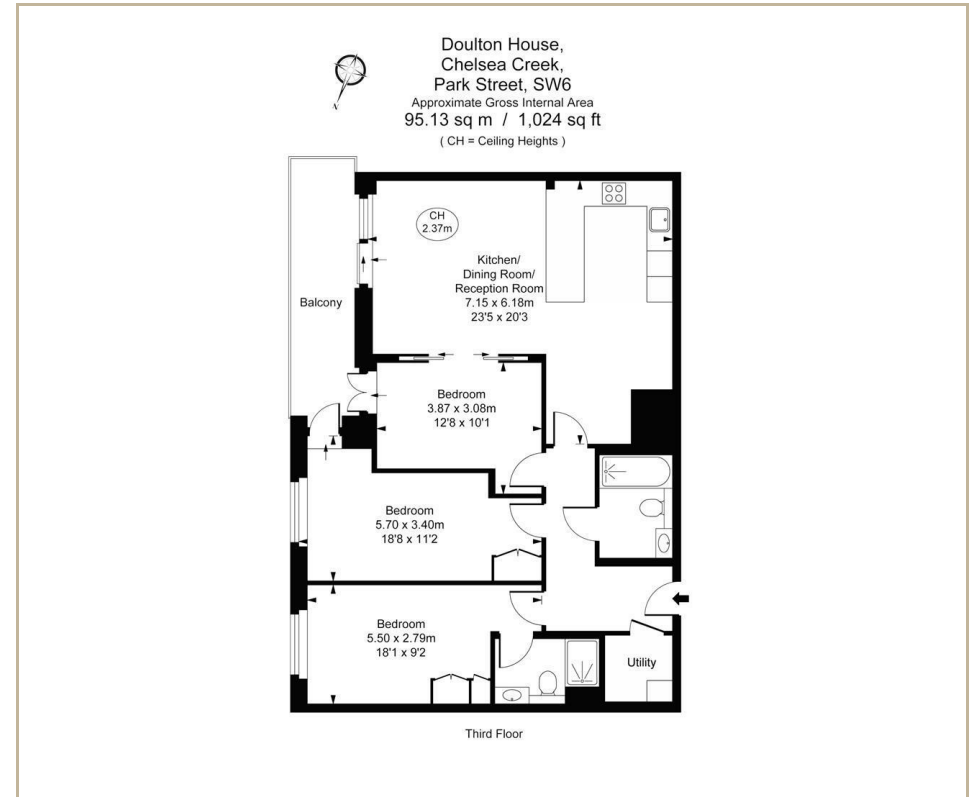 Doulton House,
Chelsea Creek,
Park Street, SW6
Approximate Gross Internal Area
95.13 sq m / 1,024 sq ft
( CH = Ceiling Heights )
N
CH
2.37m
Kitchen/
Dining Room/
Reception Room
7.15 x 6.18m
23'5 x 20'3
Balcony
Bedroom
3.87 x 3.08m
12'8 x 10'1
Bedroom
5.70 x 3.40m
18'8 x 11'2
Bedroom
5.50 x 2.79m
18'1 x 9'2
Utility
Third Floor